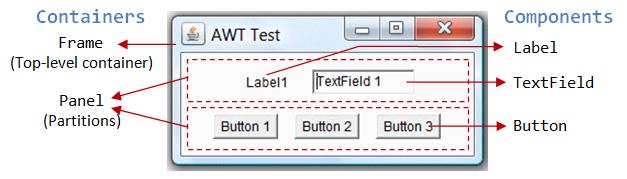 Containers
Components
Frame
(Top-level container)
AWT Test
Label
Label1
TextField 1
TextField
Panel
(Partitions)
Button 1
Button 2
Button 3
Button